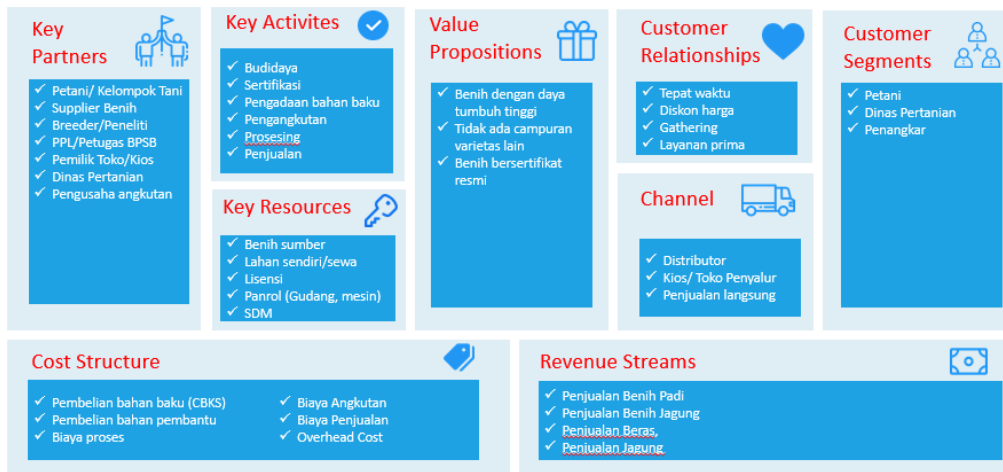 Key
Partners
✓ Petani/ Kelompok Tani
✓ Supplier Benih
✓ Breeder/Peneliti
✓ PPL/Petugas BPSB
✓ Pemilik Toko/Kios
✓ Dinas Pertanian
✓ Pengusaha angkutan
Key Activites
✓ Budidaya
✓ Sertifikasi
✓ Pengadaan bahan baku
✓ Pengangkutan
✓ Prosesing
✓ Penjualan
Key Resources
✓ Benih sumber
✓ Lahan sendiri/sewa
✓ Lisensi
✓ Panrol (Gudang, mesin)
✓ SDM
Value
Propositions
✓ Benih dengan daya
tumbuh tinggi
✓ Tidak ada campuran
varietas lain
✓ Benih bersertifikat
resmi
Customer
Relationships
✓ Tepat waktu
✓ Diskon harga
✓ Gathering
✓ Layanan prima
Channel
✓ Distributor
✓ Kios/ Toko Penyalur
✓ Penjualan langsung
Customer
Segments
✓ Petani
✓ Dinas Pertanian
✓ Penangkar
Cost Structure
✓ Pembelian bahan baku (CBKS)
✓ Pembelian bahan pembantu
✓ Biaya proses
✓ Biaya Angkutan
✓ Biaya Penjualan
✓ Overhead Cost
Revenue Streams
✓ Penjualan Benih Padi
✓ Penjualan Benih Jagung
✓ Penjualan Beras,
✓ Penjualan Jagung